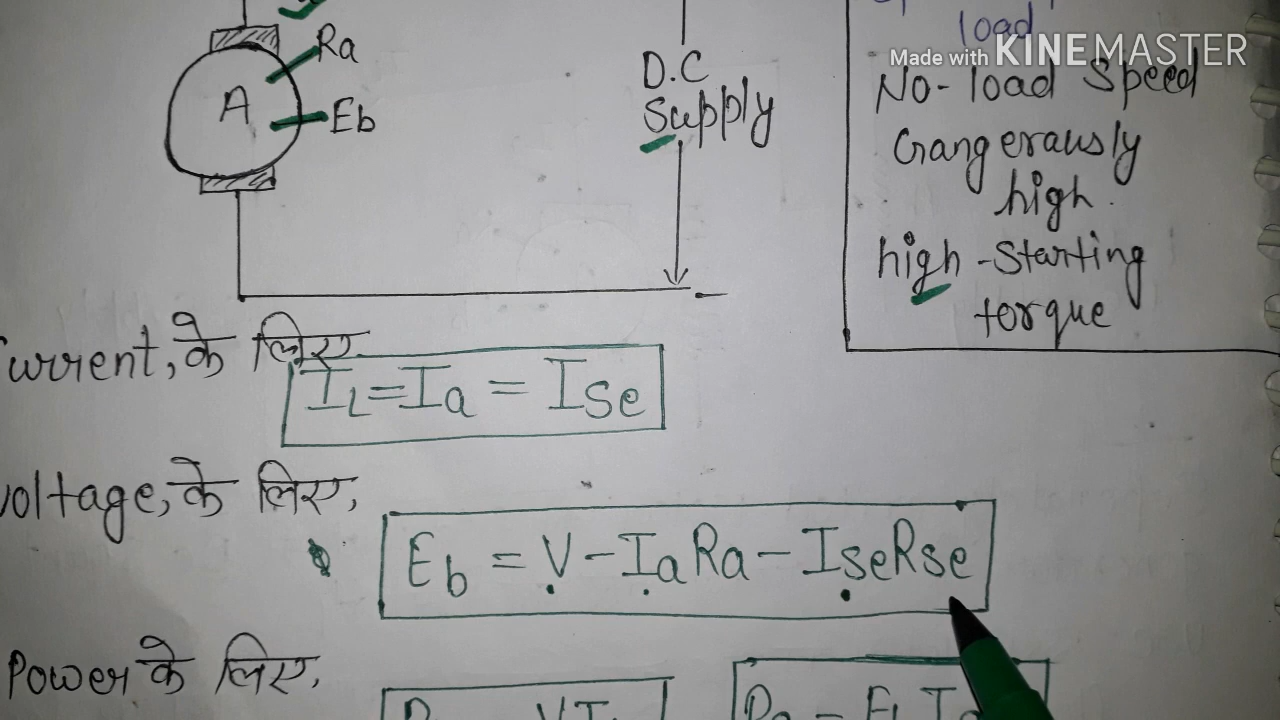 Ra
A
Eb
D.C
Supply
load
Made with KINEMASTER
No-load Speed
Gangerausly
high.
high-Starting
torque
Current, के लिए
IL=Ia = Ise
voltage, के लिए,
Eb = V-IaRa-IseRse
Power के लिए,